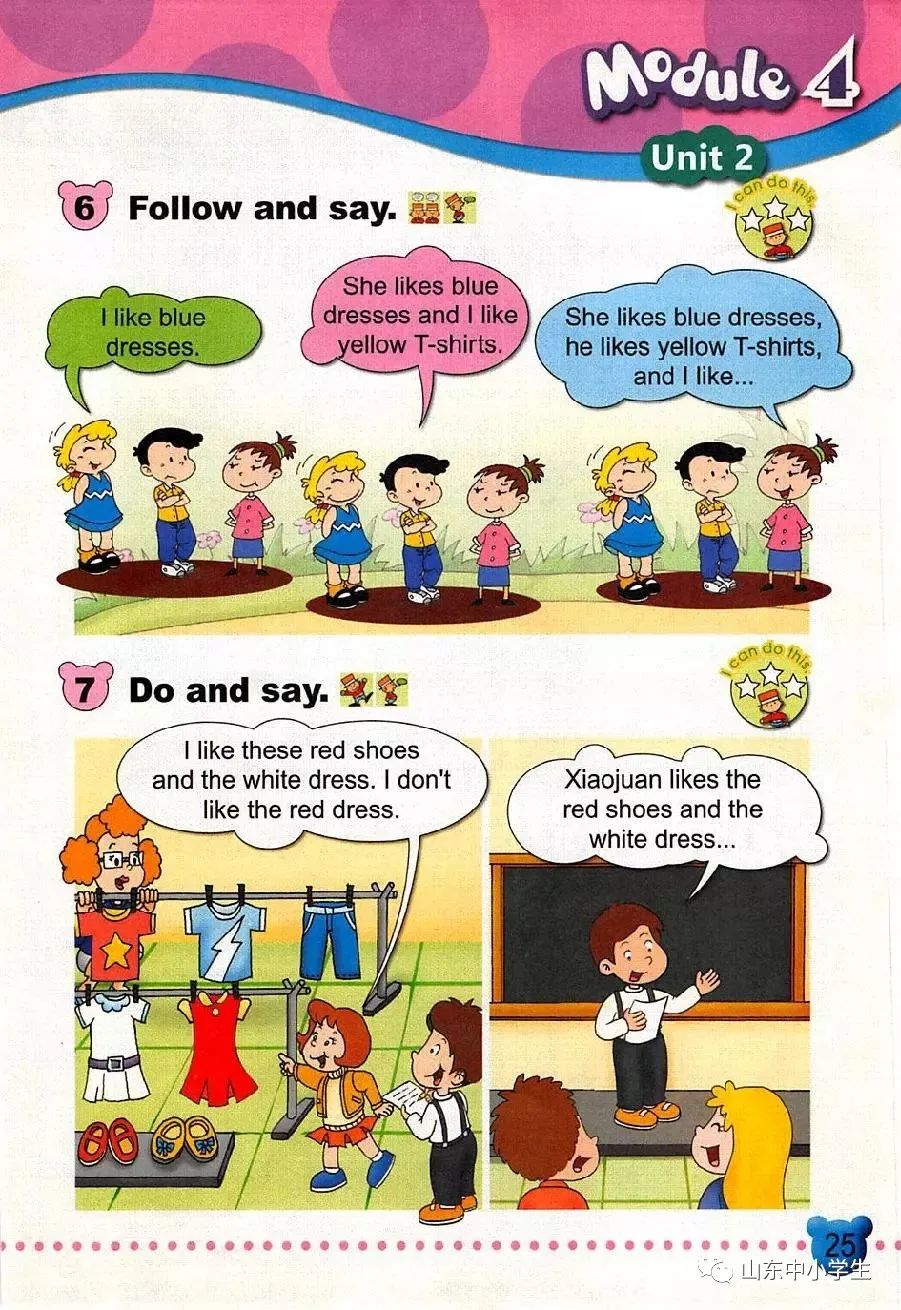 Module 4
Unit 2
6 Follow and say.
I can do this.
I like blue
dresses.
She likes blue
dresses and I like
yellow T-shirts.
She likes blue dresses,
he likes yellow T-shirts,
and I like...
7 Do and say.
I can do this.
I like these red shoes
and the white dress. I don't
like the red dress.
Xiaojuan likes the
red shoes and the
white dress...
25
山东中小学生